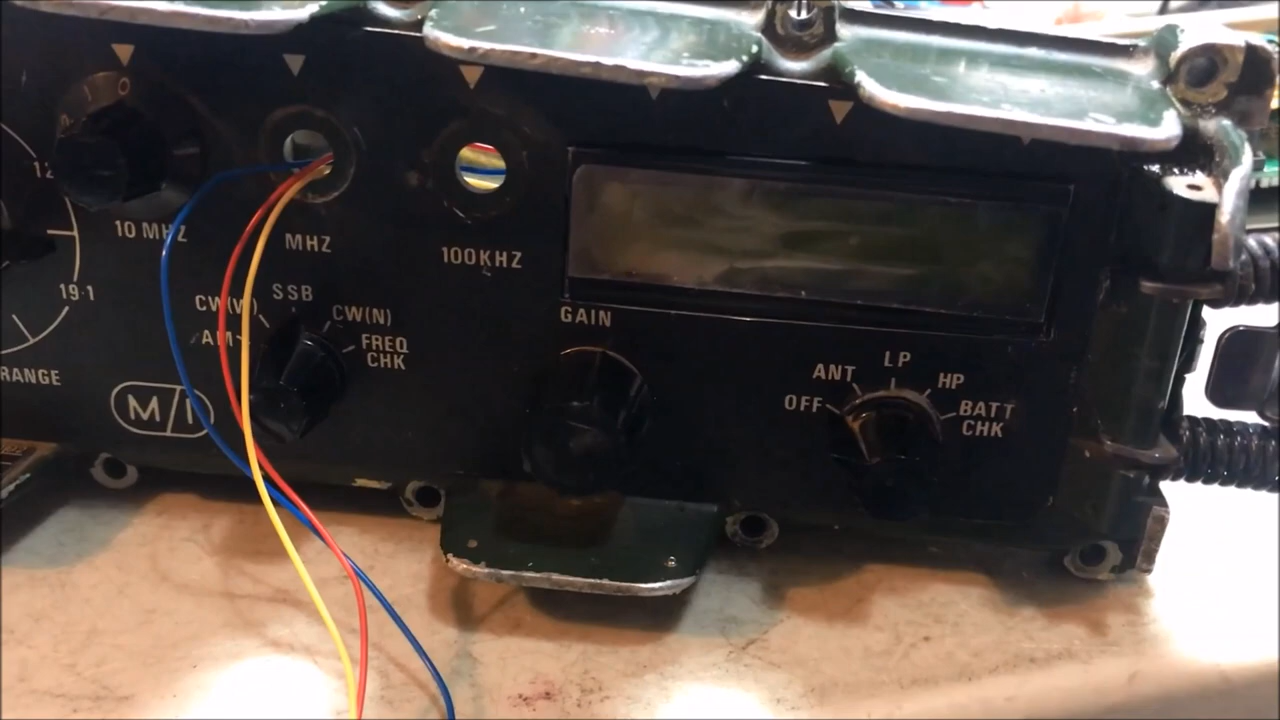 0
12
10 MHZ
MHZ
100KHZ
19·1
SSB
CW(W)
CW(N)
AM
FREQ
CHK
RANGE
M/I
GAIN
LP
ANT
HP
OFF
BATT
CHK